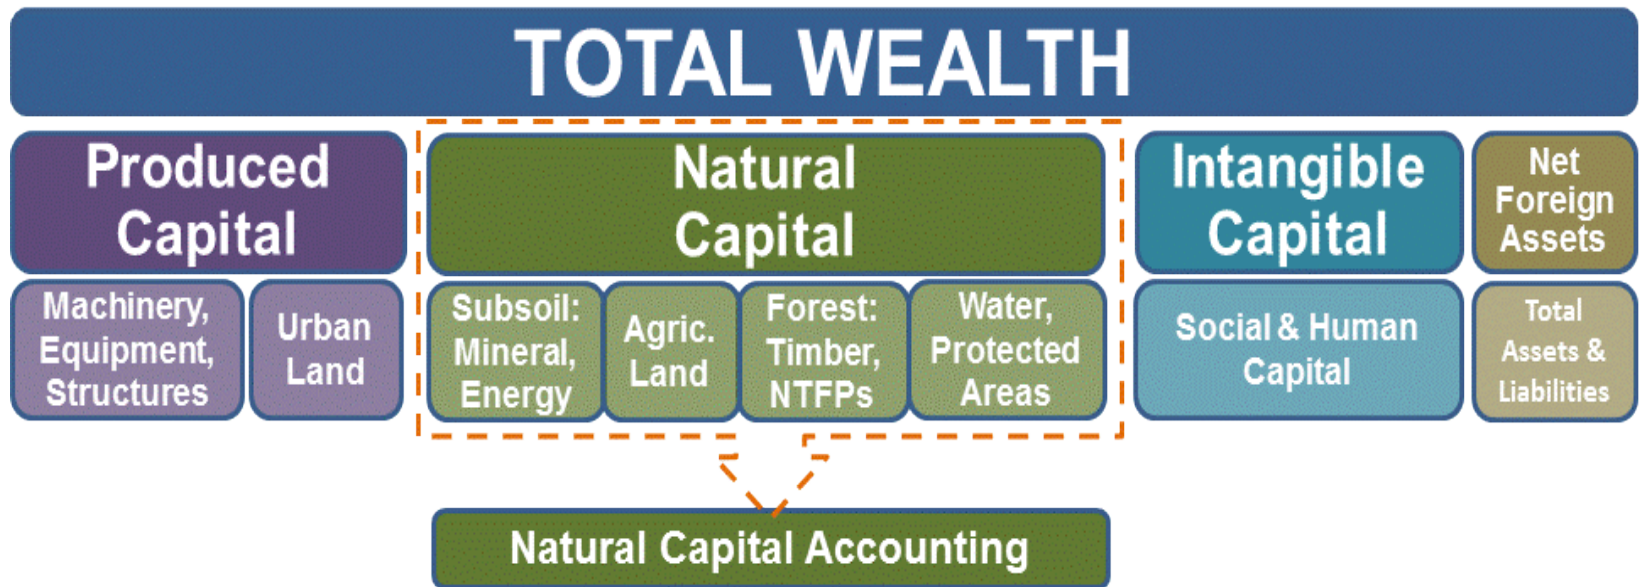 TOTAL WEALTH
Produced
Capital
Natural
Capital
Intangible
Capital
Net
Foreign
Assets
Machinery,
Equipment,
Structures
Urban
Land
Subsoil:
Mineral,
Energy
Agric.
Land
Forest:
Timber,
NTFPs
Water,
Protected
Areas
Social & Human
Capital
Total
Assets &
Liabilities
Natural Capital Accounting